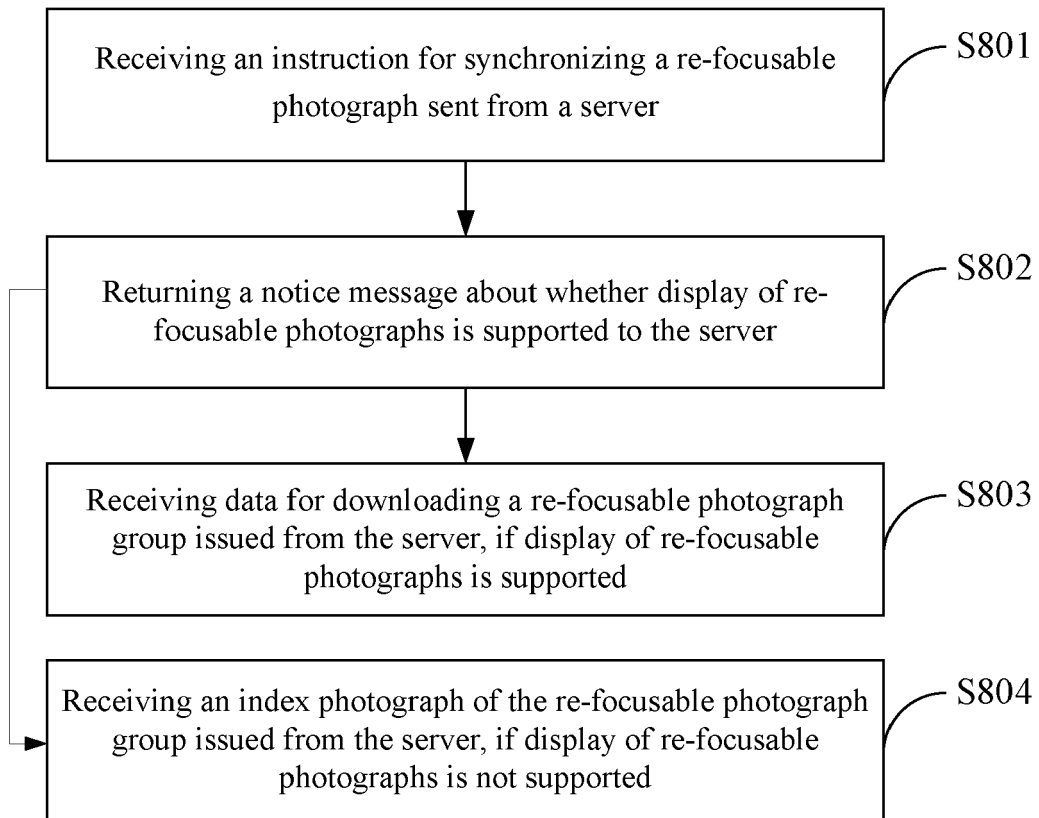 Receiving an instruction for synchronizing a re-focusable
photograph sent from a server
S801
Returning a notice message about whether display of re-
focusable photographs is supported to the server
S802
Receiving data for downloading a re-focusable photograph
group issued from the server, if display of re-focusable
photographs is supported
S803
Receiving an index photograph of the re-focusable photograph
group issued from the server, if display of re-focusable
photographs is not supported
S804